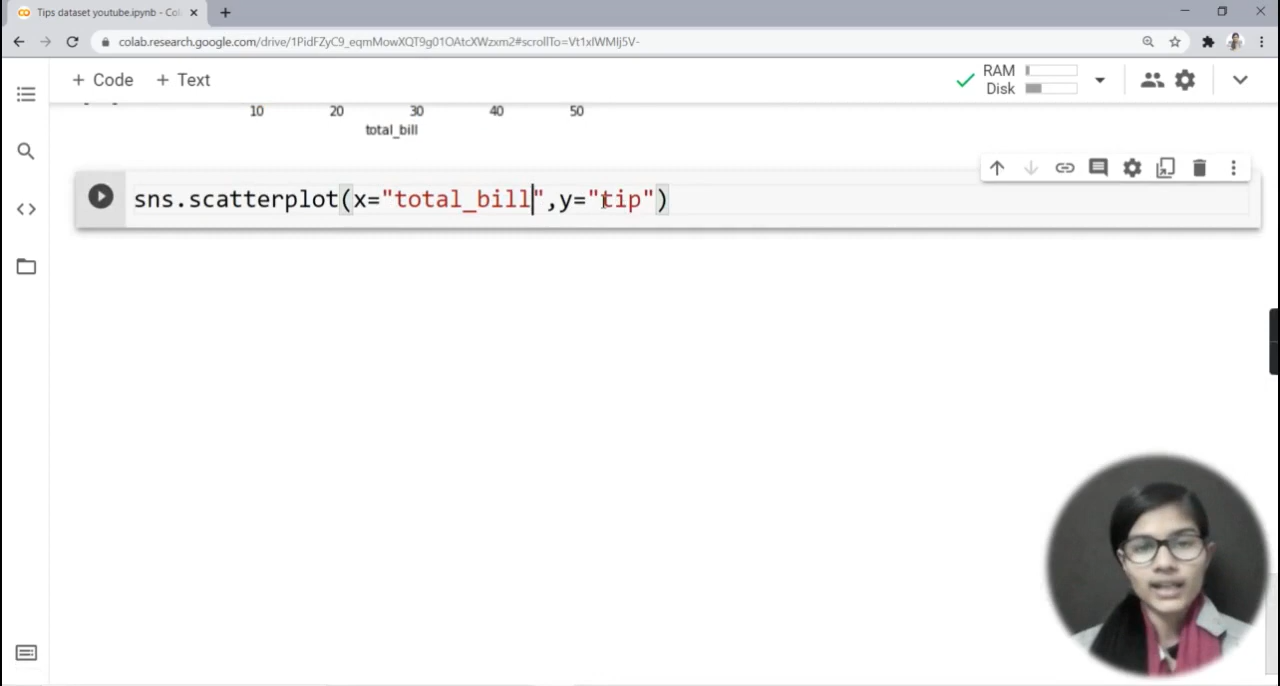 Tips dataset youtube.ipynb - Col
colab.research.google.com/drive/1PidFZyC9_eqmMowXQT9g01OAtcXWzxm2#scrollTo=Vt1xIWMIj5V-
+ Code + Text
RAM
Disk
10 20 30 40 50
total_bill
sns.scatterplot(x="total_bill",y="tip")